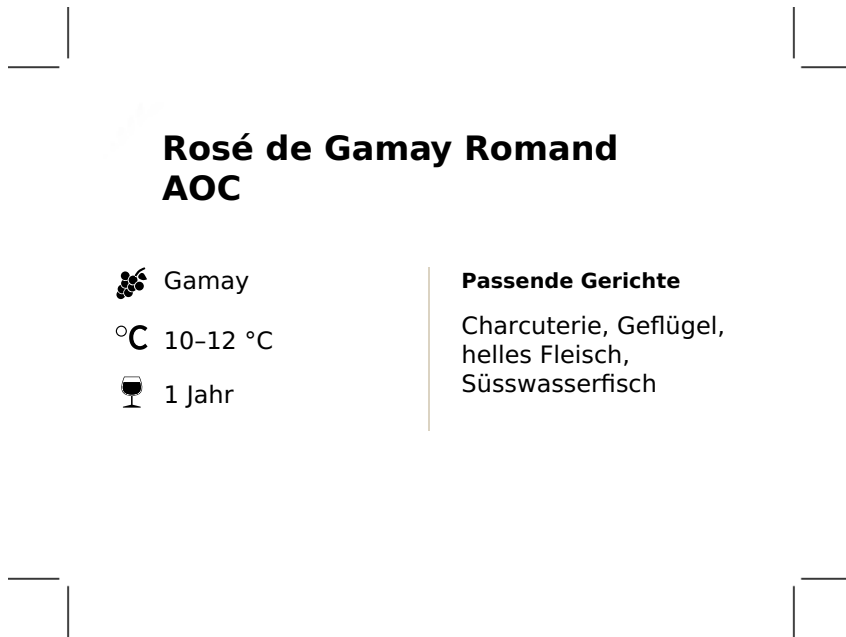 Rosé de Gamay Romand
AOC
Gamay
°C 10–12 °C
1 Jahr
Passende Gerichte
Charcuterie, Geflügel,
helles Fleisch,
Süsswasserfisch